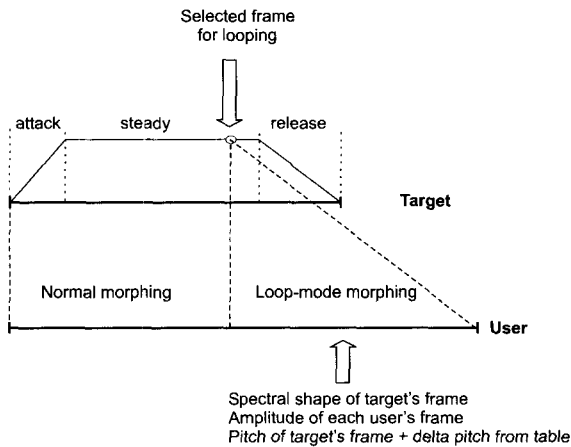 Selected frame
for looping
attack
steady
release
Target
Normal morphing
Loop-mode morphing
User
Spectral shape of target's frame
Amplitude of each user's frame
Pitch of target's frame + delta pitch from table